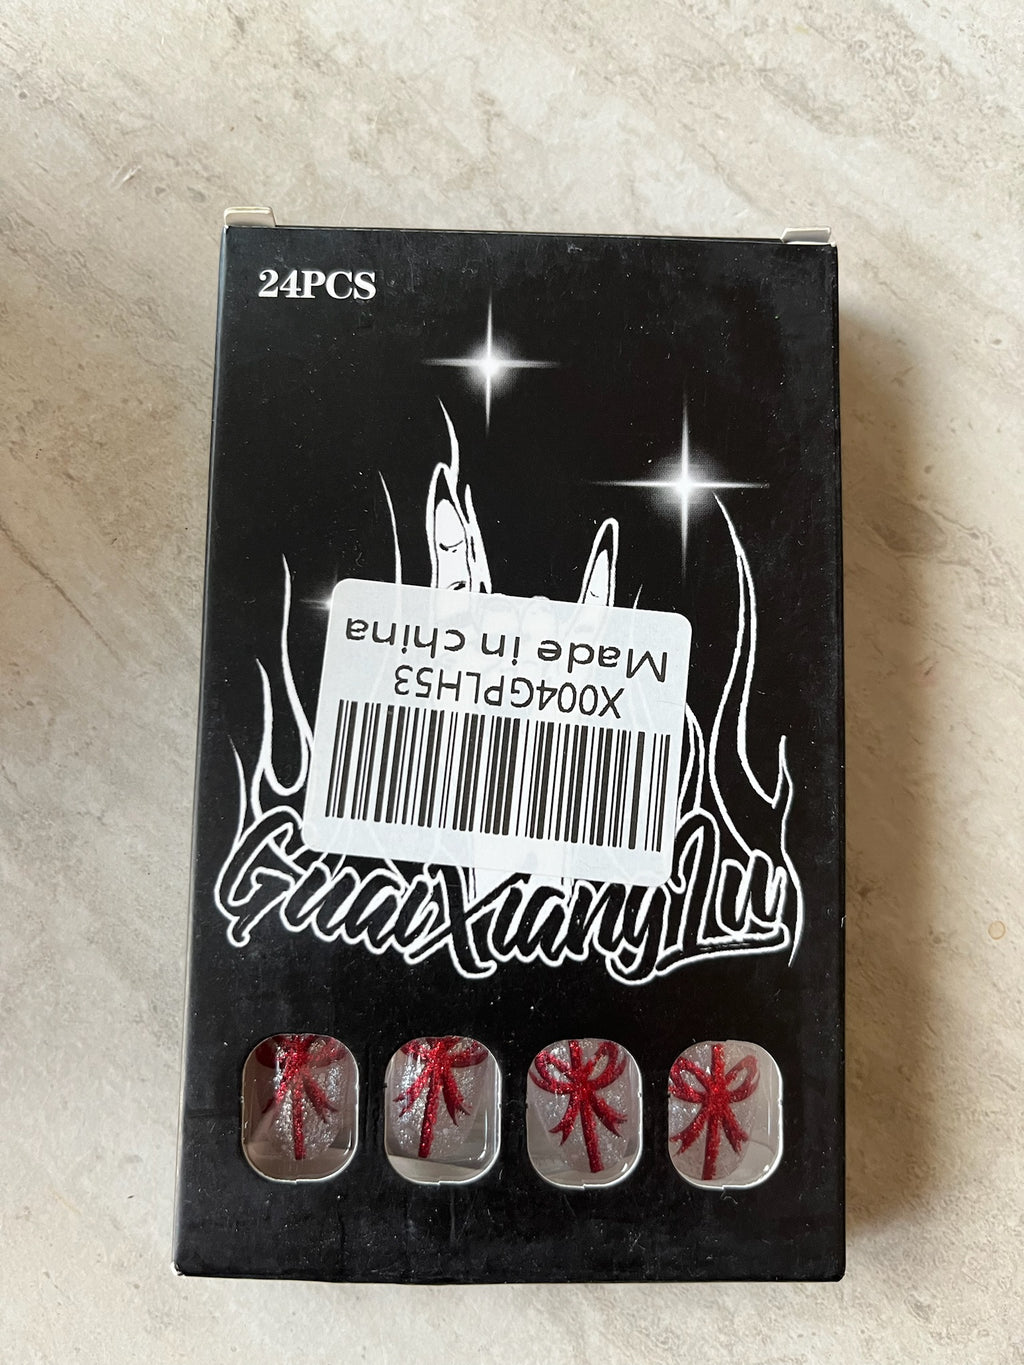 24PCS
Made in china
X004GPLH53
GuaiXiangLu